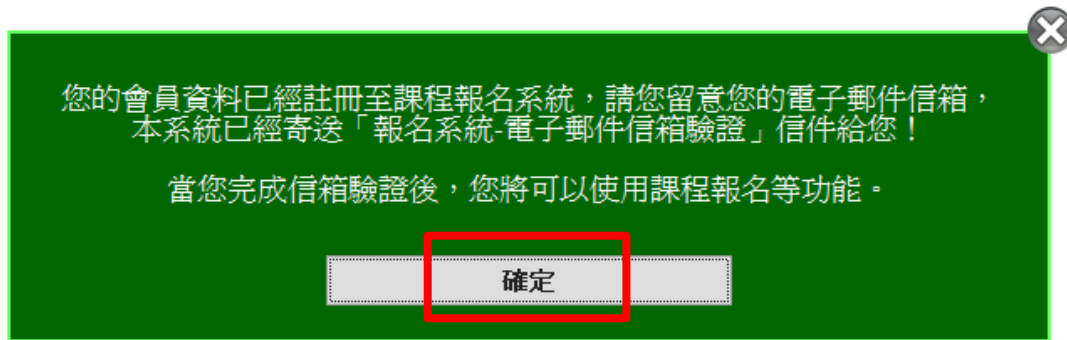 您的會員資料已經註冊至課程報名系統，請您留意您的電子郵件信箱，
本系統已經寄送「報名系統-電子郵件信箱驗證」信件給您！
當您完成信箱驗證後，您將可以使用課程報名等功能。
確定